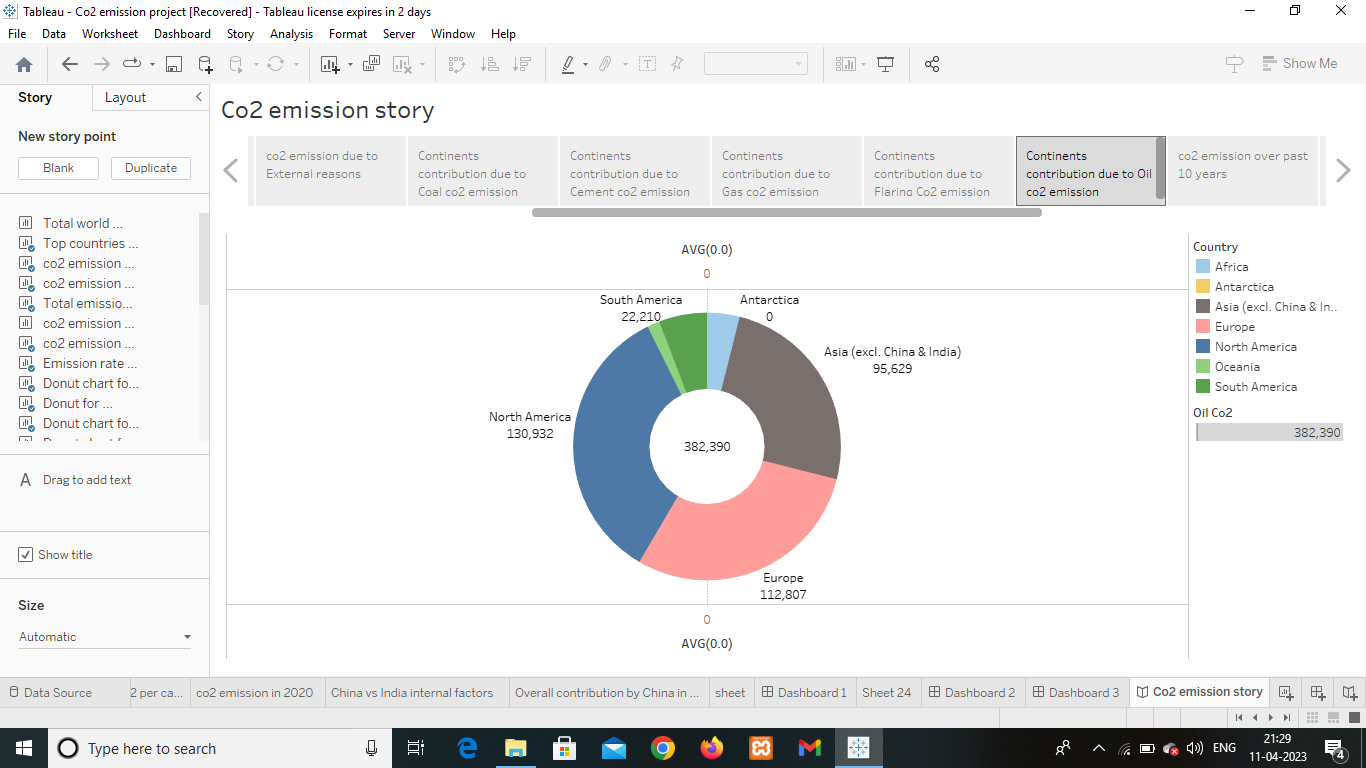 Tableau - Co2 emission project [Recovered] - Tableau license expires in 2 days
File Data Worksheet Dashboard Story Analysis Format Server Window Help
Show Me
Story Layout
New story point
Blank Duplicate
Total world ...
Top countries ...
co2 emission ...
co2 emission ...
Total emissio...
co2 emission ...
co2 emission ...
Emission rate ...
Donut chart fo...
Donut for ...
Donut chart fo...
A Drag to add text
Show title
Size
Automatic
Co2 emission story
co2 emission due to
External reasons
Continents
contribution due to
Coal co2 emission
Continents
contribution due to
Cement co2 emission
Continents
contribution due to
Gas co2 emission
Continents
contribution due to
Flaring Co2 emission
Continents
contribution due to Oil
co2 emission
co2 emission over past
10 years
AVG(0.0)
0
South America
22,210
Antarctica
0
Asia (excl. China & India)
95,629
North America
130,932
382,390
Europe
112,807
0
AVG(0.0)
Country
Africa
Antarctica
Asia (excl. China & In..
Europe
North America
Oceania
South America
Oil Co2
382,390
Data Source 2 per ca... co2 emission in 2020 China vs India internal factors Overall contribution by China in ... sheet Dashboard 1 Sheet 24 Dashboard 2 Dashboard 3 Co2 emission story
Type here to search
ENG
21:29
11-04-2023
4